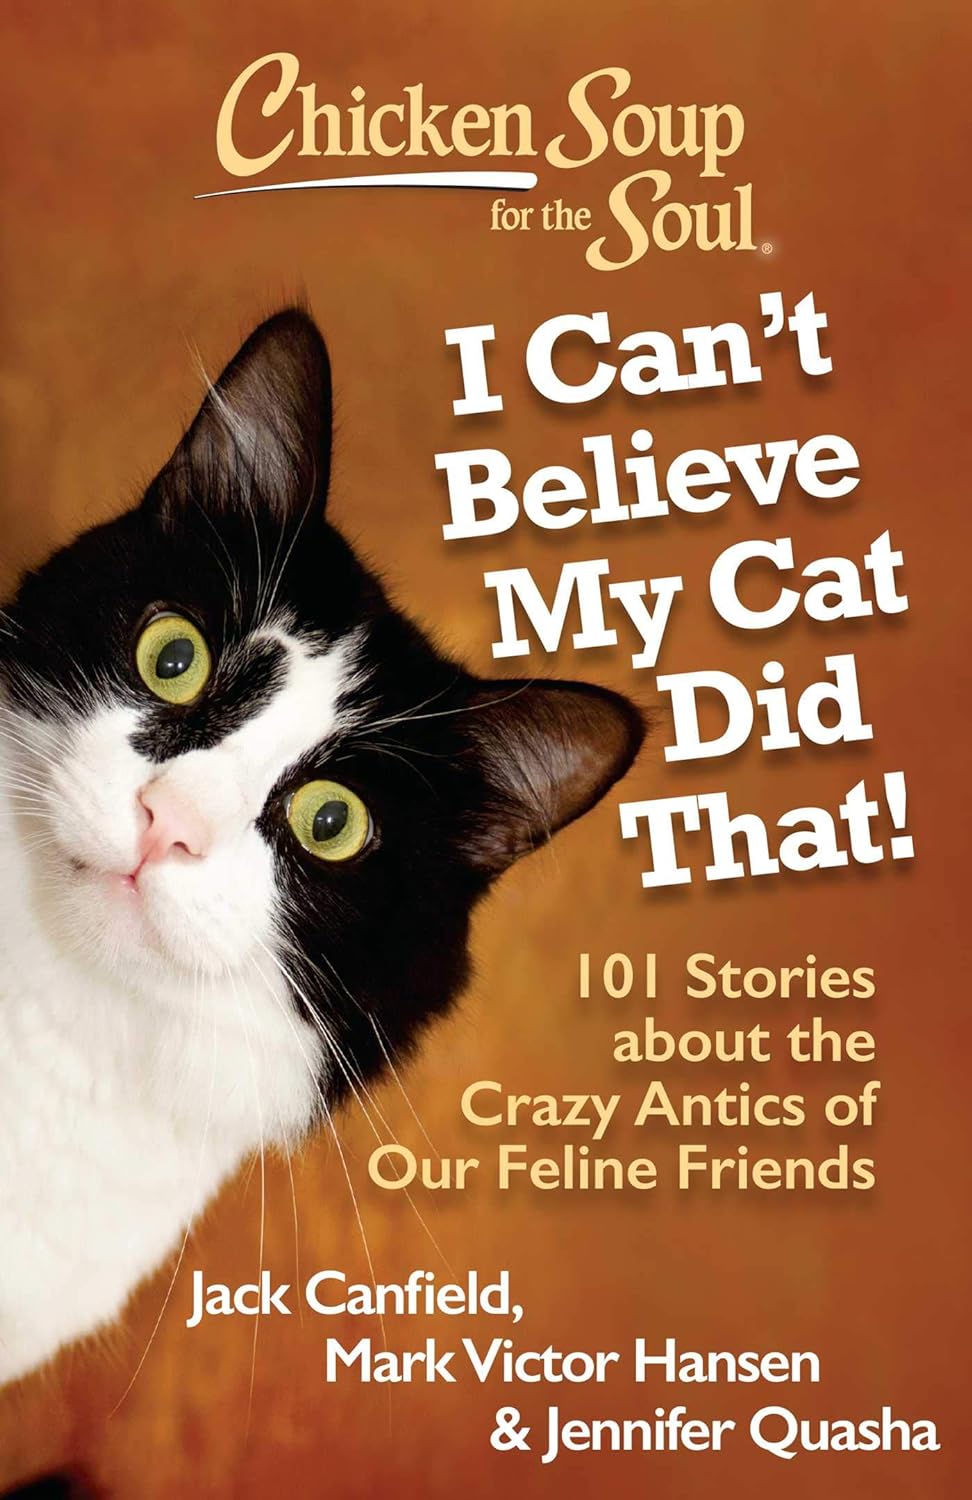 Chicken Soup
for the Soul®
I Can't
Believe
My Cat
Did
That!
101 Stories
about the
Crazy Antics of
Our Feline Friends
Jack Canfield,
Mark Victor Hansen
& Jennifer Quasha